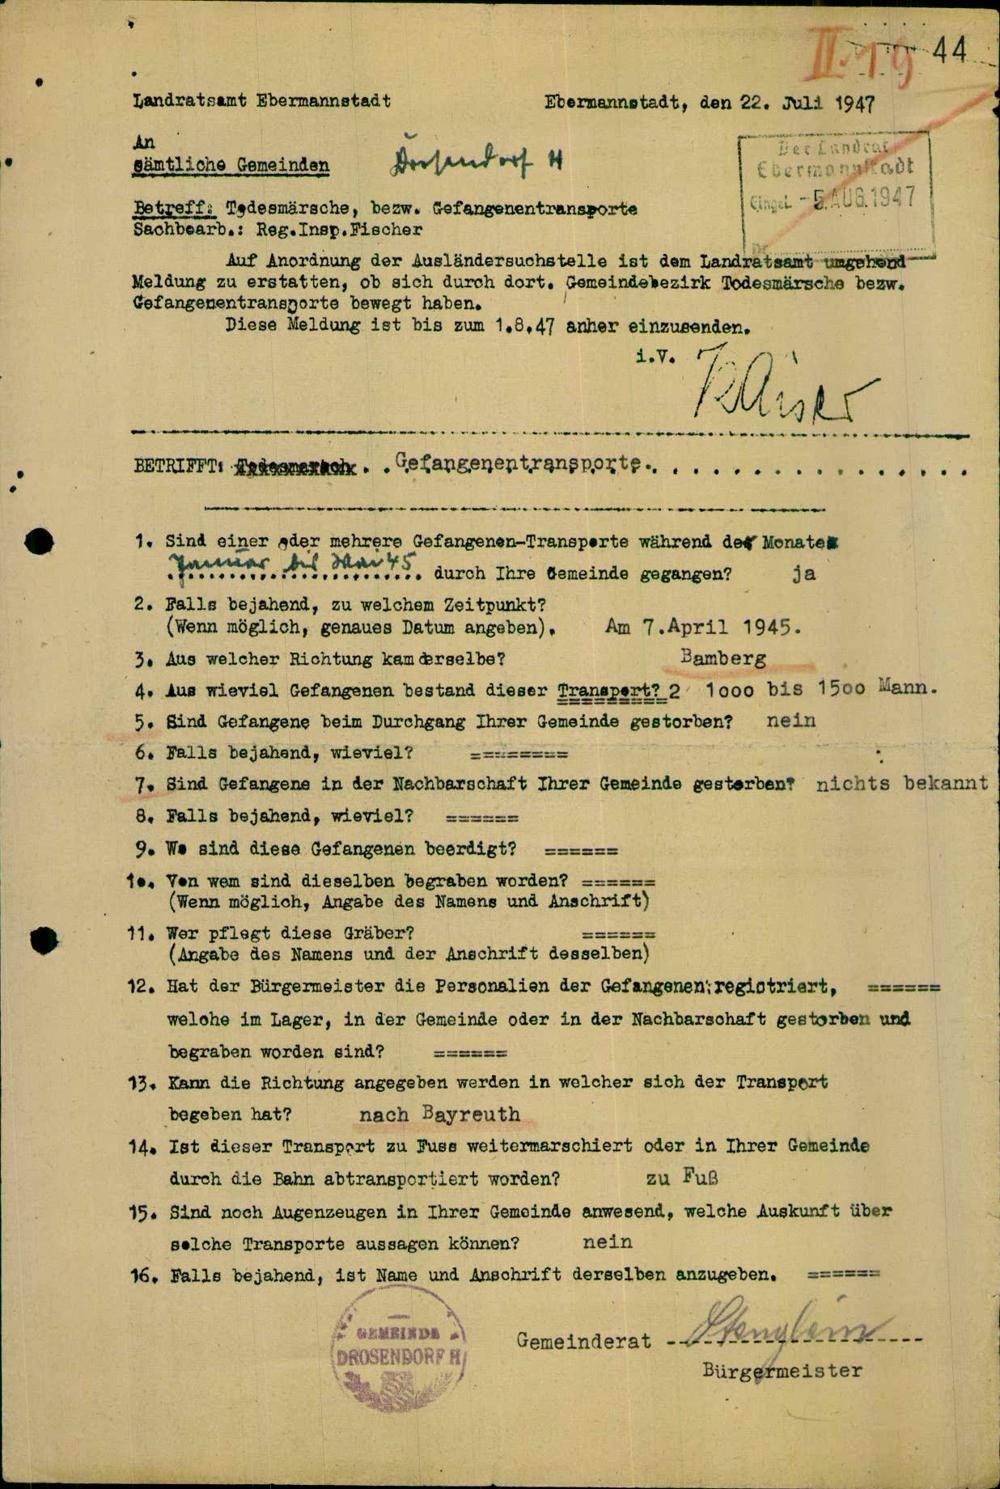 II 19 44
Landratsamt Ebermannstadt Ebermannstadt, den 22. Juli 1947
An
sämtliche Gemeinden Drosendorf H
Der Landrat
Ebermannstadt
Eingel. -5. AUG. 1947
Betreff: Todesmärsche, bezw. Gefangenentransporte
Sachbearb.: Reg.Insp.Fischer
Auf Anordnung der Ausländersuchstelle ist dem Landratsamt umgehend
Meldung zu erstatten, ob sich durch dort. Gemeindebezirk Todesmärsche bezw.
Gefangenentransporte bewegt haben.
Diese Meldung ist bis zum 1.8.47 anher einzusenden.
i.V. Kaiser
BETRIFFT: Todesmarsch. . .Gefangenentransporte. . . . . . . . . . . . . . . .
1. Sind einer oder mehrere Gefangenen-Transporte während der Monate
Januar bis Mai 45 durch Ihre Gemeinde gegangen? ja
2. Falls bejahend, zu welchem Zeitpunkt?
(Wenn möglich, genaues Datum angeben). Am 7.April 1945.
3. Aus welcher Richtung kam derselbe? Bamberg
4. Aus wieviel Gefangenen bestand dieser Transport? 2 1000 bis 1500 Mann.
5. Sind Gefangene beim Durchgang Ihrer Gemeinde gestorben? nein
6. Falls bejahend, wieviel? ========
7. Sind Gefangene in der Nachbarschaft Ihrer Gemeinde gestorben? nichts bekannt
8. Falls bejahend, wieviel? ======
9. Wo sind diese Gefangenen beerdigt? ======
10. Von wem sind dieselben begraben worden? ======
(Wenn möglich, Angabe des Namens und Anschrift)
11. Wer pflegt diese Gräber? ======
(Angabe des Namens und der Anschrift desselben)
12. Hat der Bürgermeister die Personalien der Gefangenen registriert, ======
welche im Lager, in der Gemeinde oder in der Nachbarschaft gestorben und
begraben worden sind? ======
13. Kann die Richtung angegeben werden in welcher sich der Transport
begeben hat? nach Bayreuth
14. Ist dieser Transport zu Fuss weitermarschiert oder in Ihrer Gemeinde
durch die Bahn abtransportiert worden? zu Fuß
15. Sind noch Augenzeugen in Ihrer Gemeinde anwesend, welche Auskunft über
solche Transporte aussagen können? nein
16. Falls bejahend, ist Name und Anschrift derselben anzugeben. ======
GEMEINDE
DROSENDORF H
Gemeinderat Stenglein
Bürgermeister